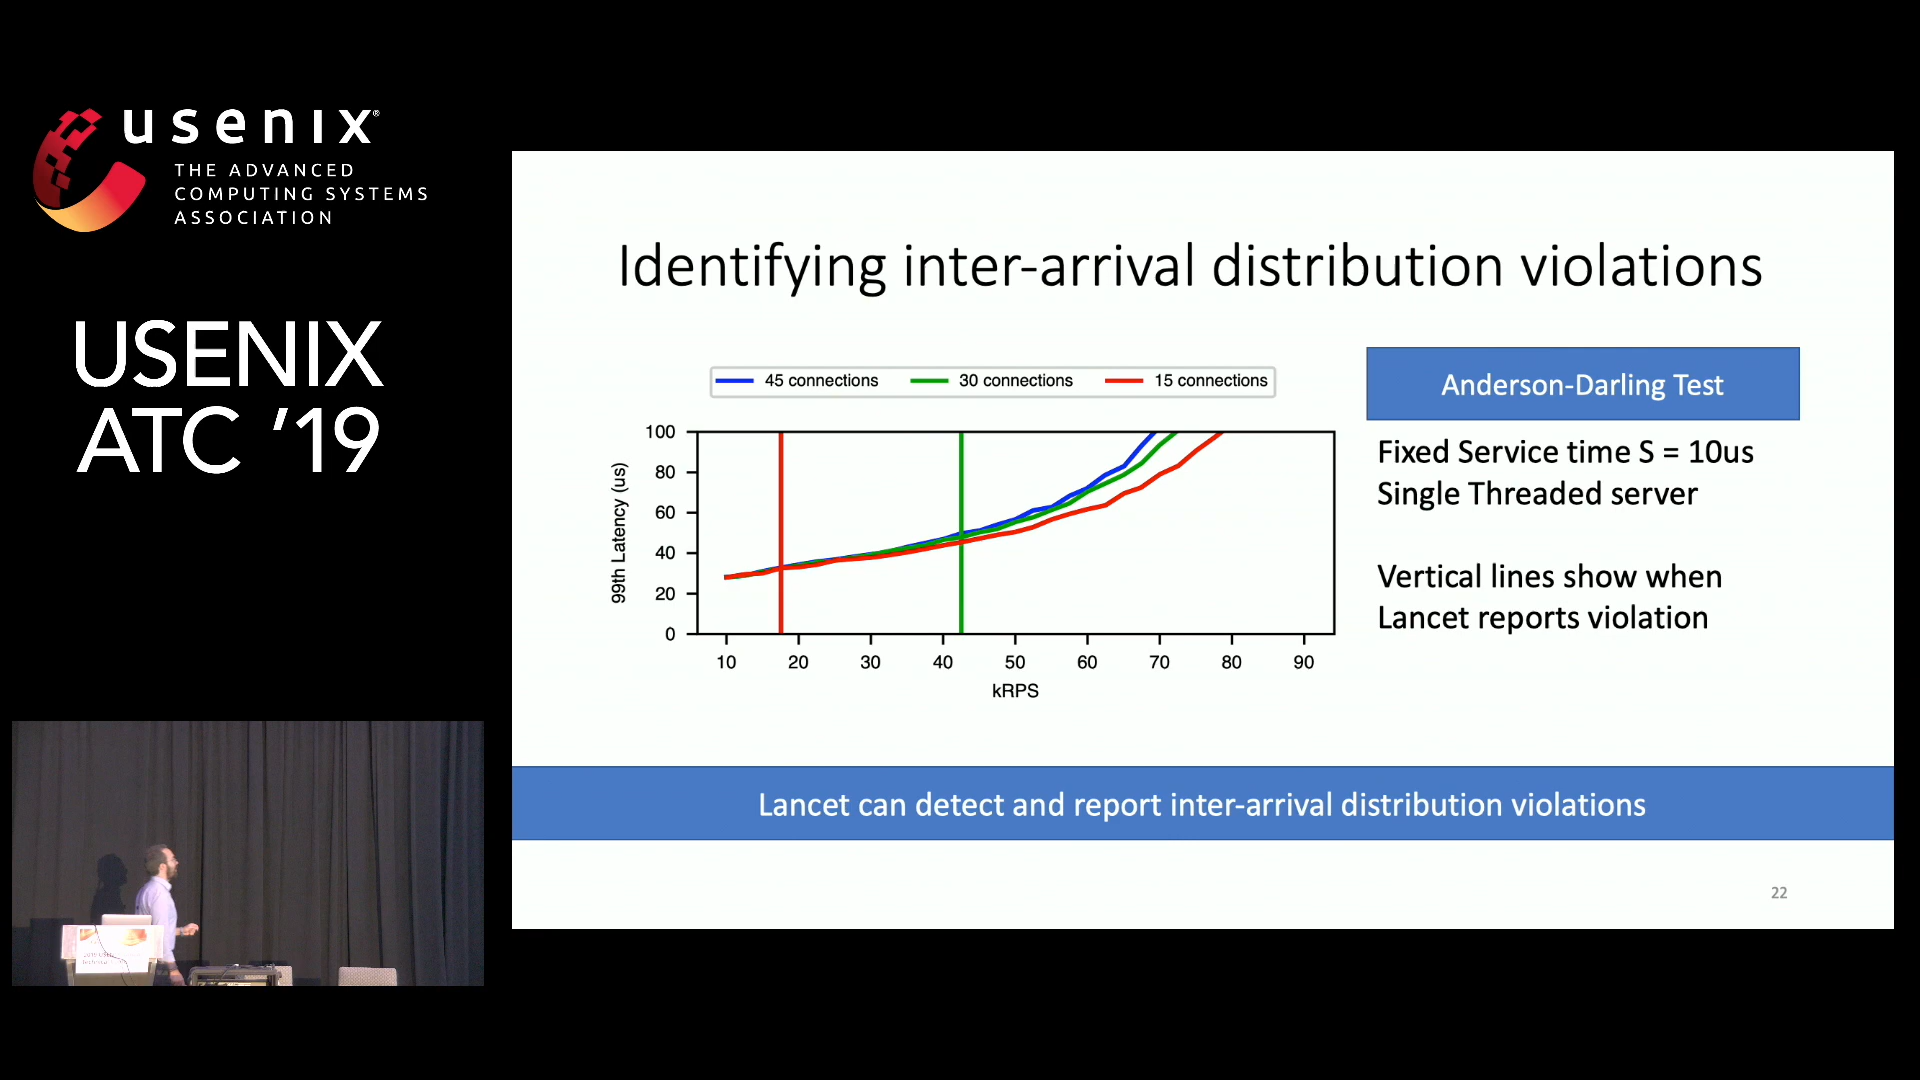 usenix®
THE ADVANCED
COMPUTING SYSTEMS
ASSOCIATION
USENIX
ATC '19
Identifying inter-arrival distribution violations
45 connections
30 connections
15 connections
100
80
60
40
20
0
99th Latency (us)
10 20 30 40 50 60 70 80 90
kRPS
Anderson-Darling Test
Fixed Service time S = 10us
Single Threaded server
Vertical lines show when
Lancet reports violation
Lancet can detect and report inter-arrival distribution violations
22